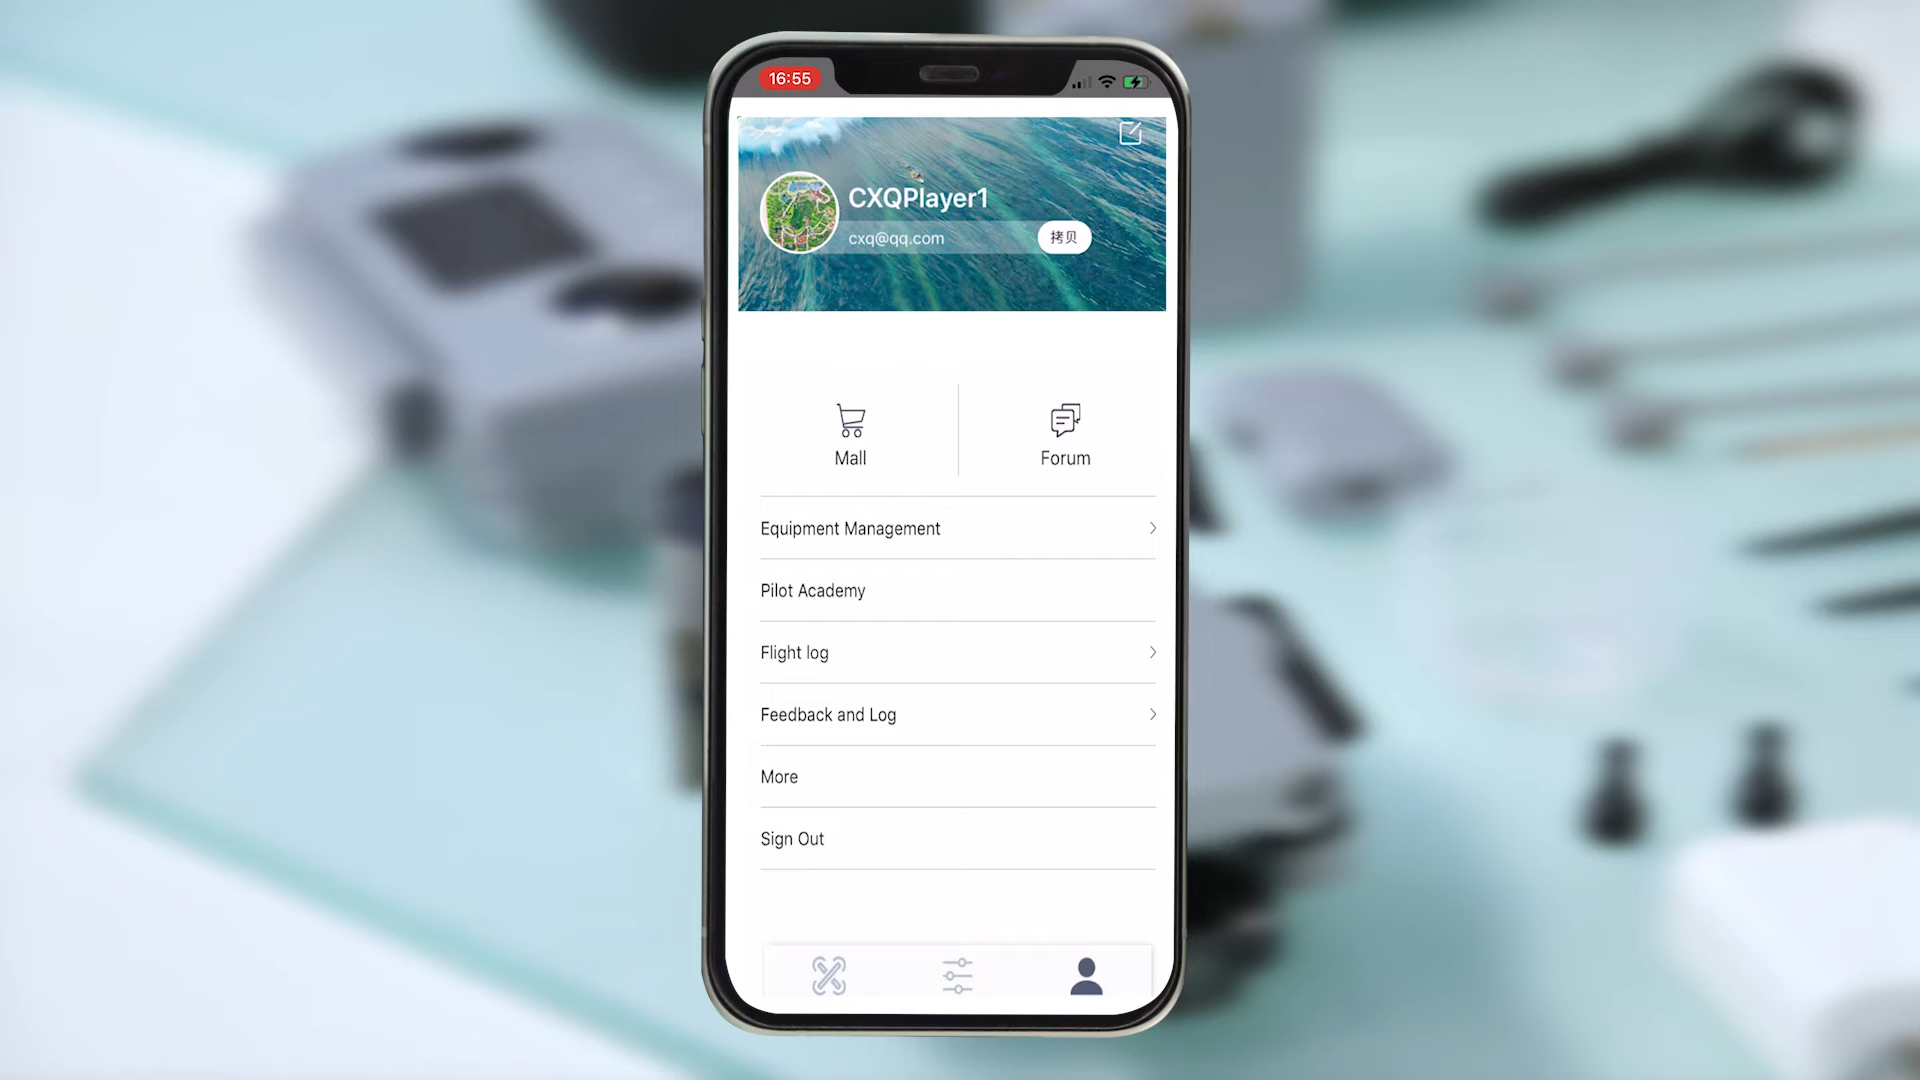 16:55
CXQPlayer1
cxq@qq.com
拷贝
Mall
Forum
Equipment Management
Pilot Academy
Flight log
Feedback and Log
More
Sign Out